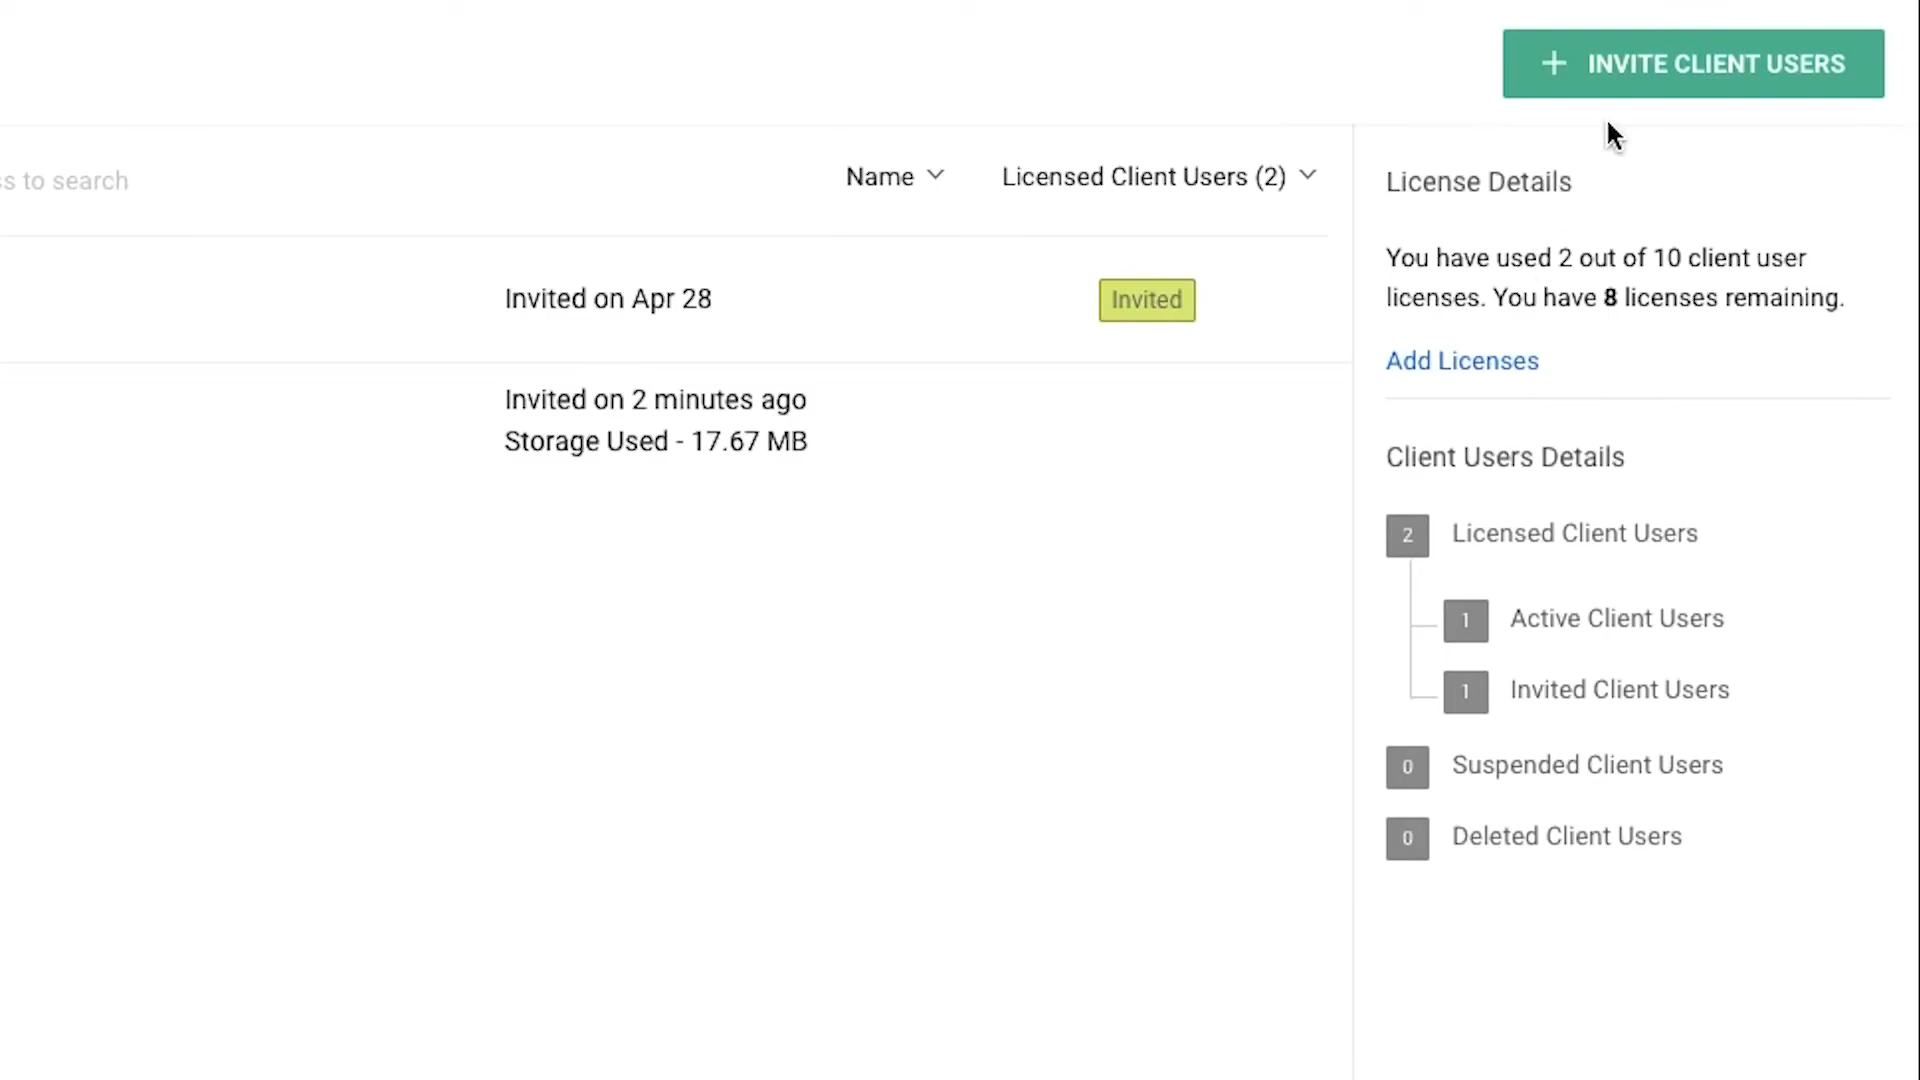 + INVITE CLIENT USERS
ss to search
Name
Licensed Client Users (2)
Invited on Apr 28
Invited
Invited on 2 minutes ago
Storage Used - 17.67 MB
License Details
You have used 2 out of 10 client user
licenses. You have 8 licenses remaining.
Add Licenses
Client Users Details
2 Licensed Client Users
1 Active Client Users
1 Invited Client Users
0 Suspended Client Users
0 Deleted Client Users